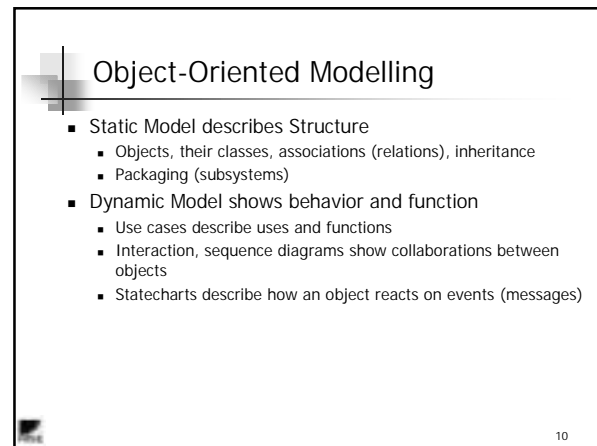 Object-Oriented Modelling
Static Model describes Structure
Objects, their classes, associations (relations), inheritance
Packaging (subsystems)
Dynamic Model shows behavior and function
Use cases describe uses and functions
Interaction, sequence diagrams show collaborations between
objects
Statecharts describe how an object reacts on events (messages)
10